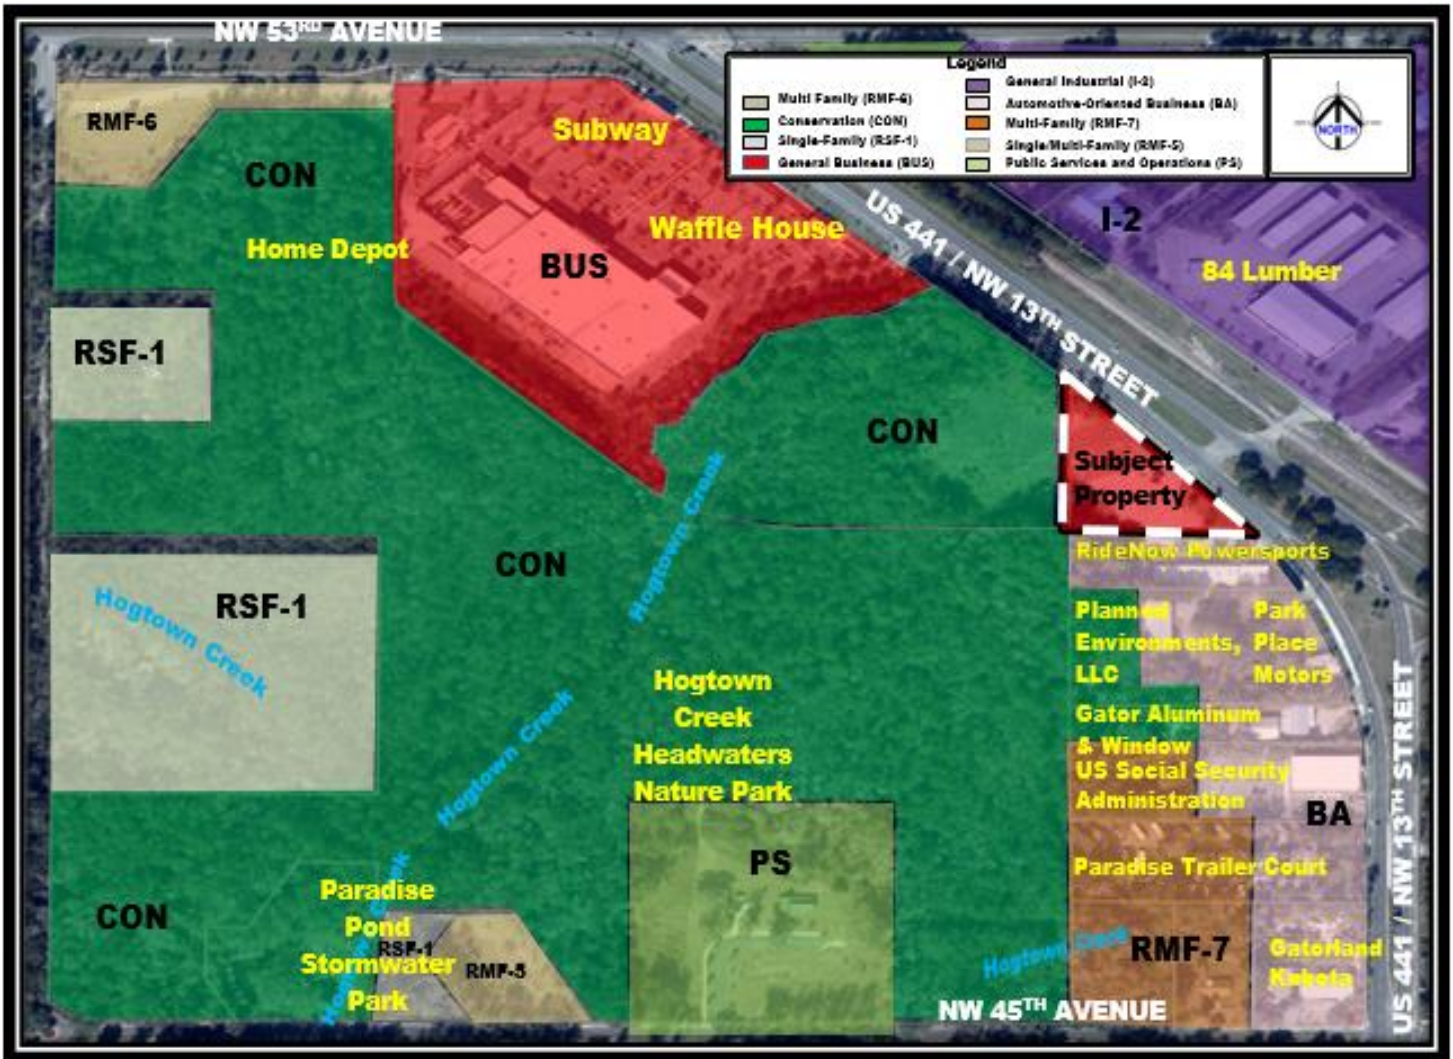 NW 53RD AVENUE
Legend
Multi Family (RMF-6)
Conservation (CON)
Single-Family (RSF-1)
General Business (BUS)
General Industrial (I-2)
Automotive-Oriented Business (BA)
Multi-Family (RMF-7)
Single/Multi-Family (RMF-5)
Public Services and Operations (PS)
NORTH
RMF-6
CON
Subway
Waffle House
Home Depot
BUS
US 441 / NW 13TH STREET
I-2
84 Lumber
RSF-1
CON
Subject
Property
Hogtown Creek
CON
RSF-1
Hogtown Creek
RideNow Powersports
Planned
Environments,
LLC
Park
Place
Motors
Hogtown
Creek
Headwaters
Nature Park
Hogtown Creek
Gator Aluminum
& Window
US Social Security
Administration
BA
US 441 / NW 13TH STREET
PS
Paradise Trailer Court
CON
Paradise
Pond
Stormwater
Park
RSF-1
RMF-5
Hogtown Creek
RMF-7
Gatorland
Kubota
NW 45TH AVENUE